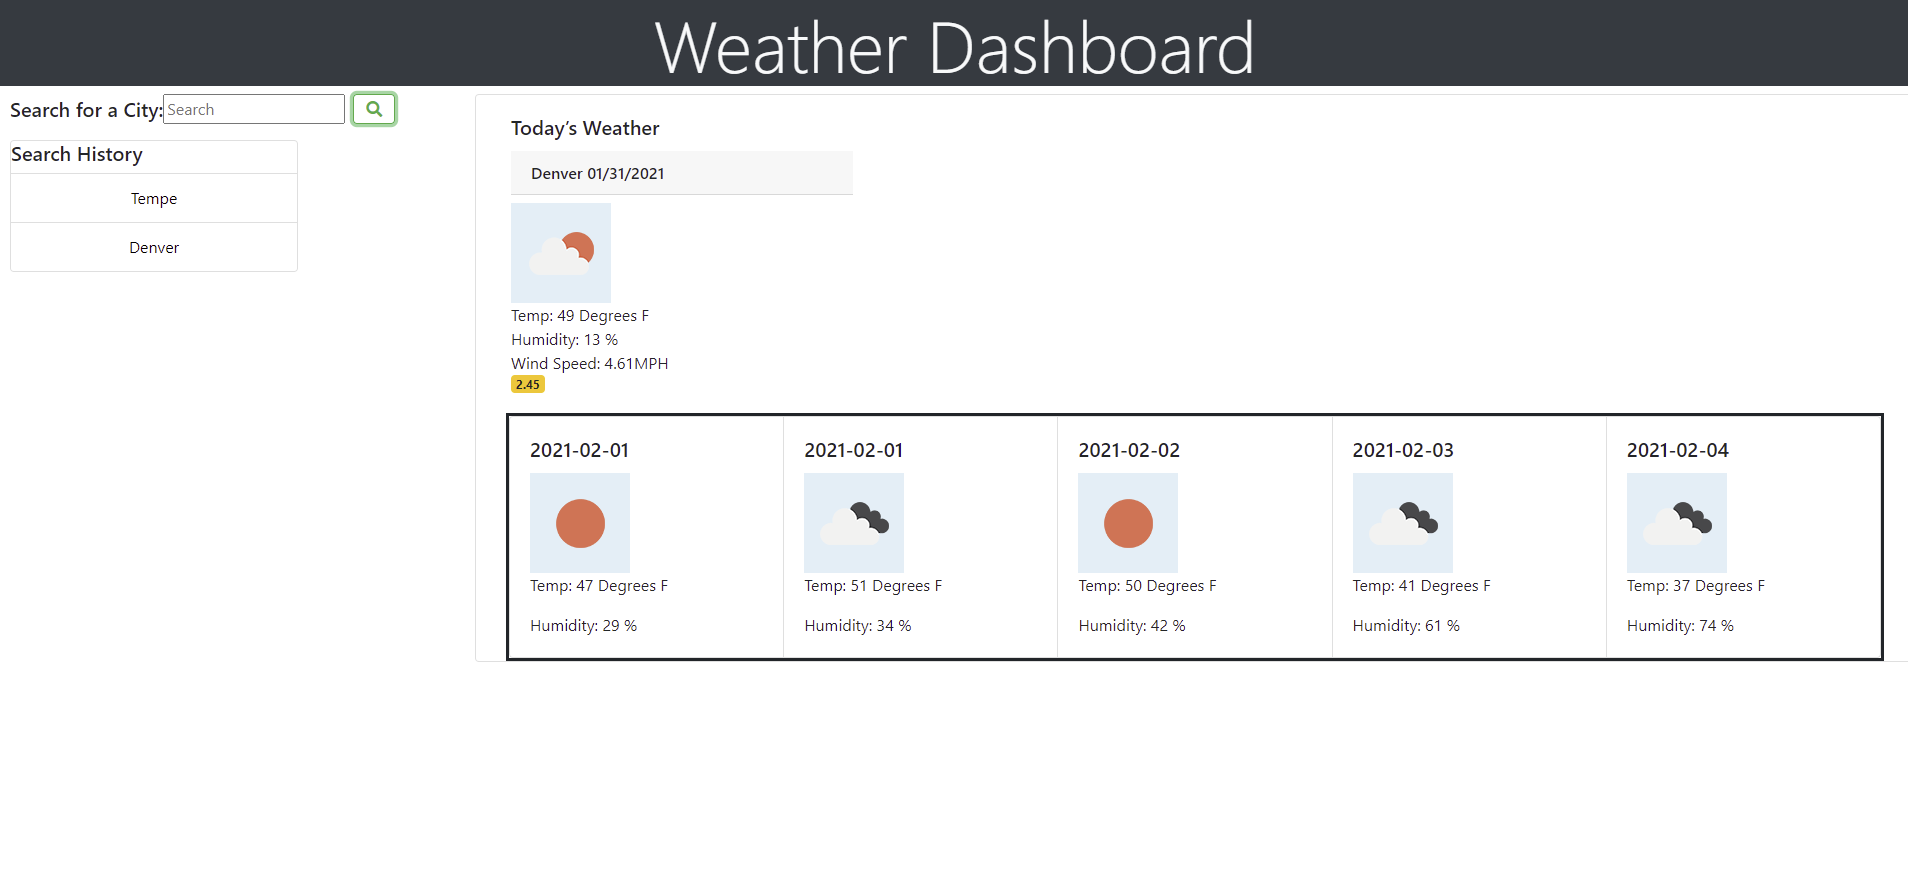 Weather Dashboard
Search for a City: Search
Search History
Tempe
Denver
Today’s Weather
Denver 01/31/2021
Temp: 49 Degrees F
Humidity: 13 %
Wind Speed: 4.61MPH
2.45
2021-02-01
Temp: 47 Degrees F
Humidity: 29 %
2021-02-01
Temp: 51 Degrees F
Humidity: 34 %
2021-02-02
Temp: 50 Degrees F
Humidity: 42 %
2021-02-03
Temp: 41 Degrees F
Humidity: 61 %
2021-02-04
Temp: 37 Degrees F
Humidity: 74 %